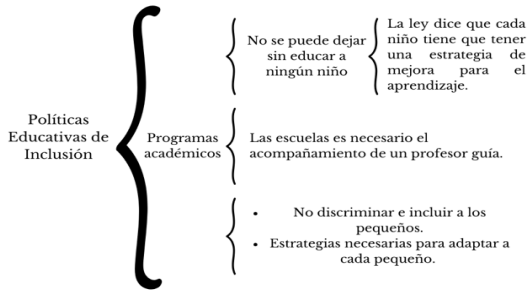 Políticas
Educativas de
Inclusión
Programas
académicos
No se puede dejar
sin educar a
ningún niño
La ley dice que cada
niño tiene que tener
una estrategia de
mejora para el
aprendizaje.
Las escuelas es necesario el
acompañamiento de un profesor guía.
• No discriminar e incluir a los
pequeños.
• Estrategias necesarias para adaptar a
cada pequeño.